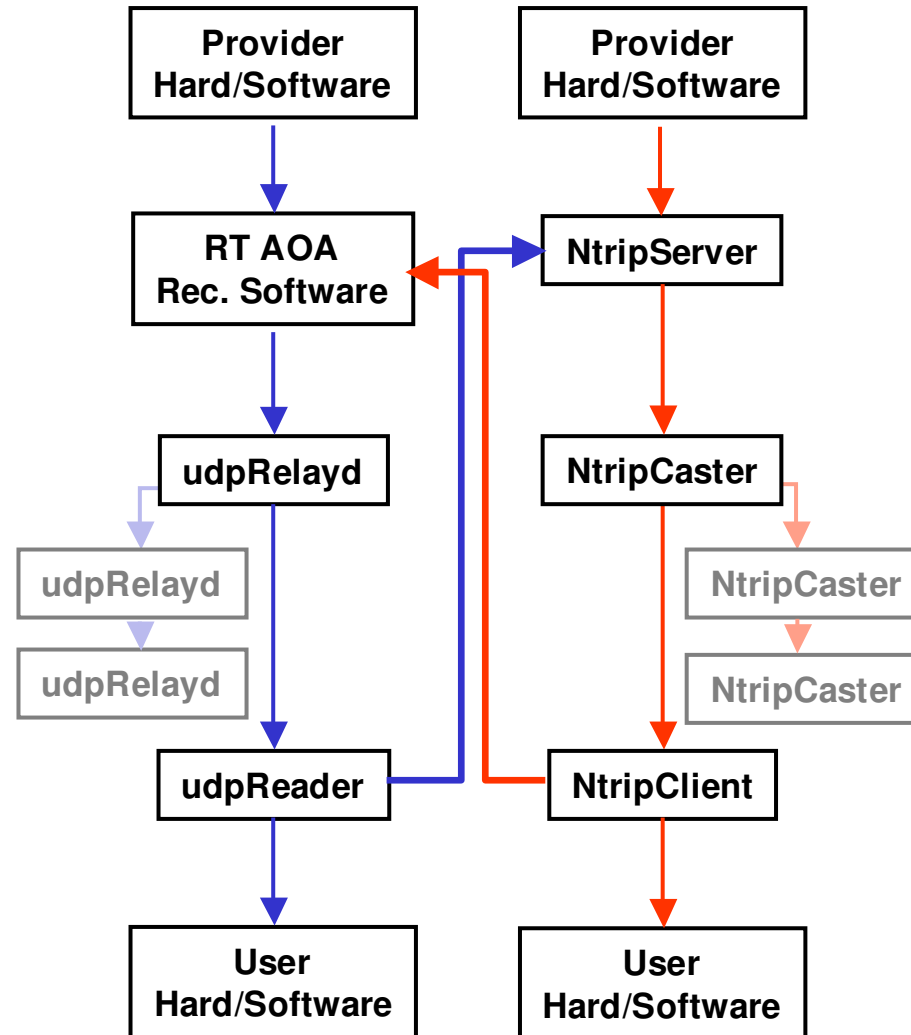 Provider
Hard/Software
Provider
Hard/Software
RT AOA
Rec. Software
NtripServer
udpRelayd
NtripCaster
udpRelayd
NtripCaster
udpRelayd
NtripCaster
udpReader
NtripClient
User
Hard/Software
User
Hard/Software